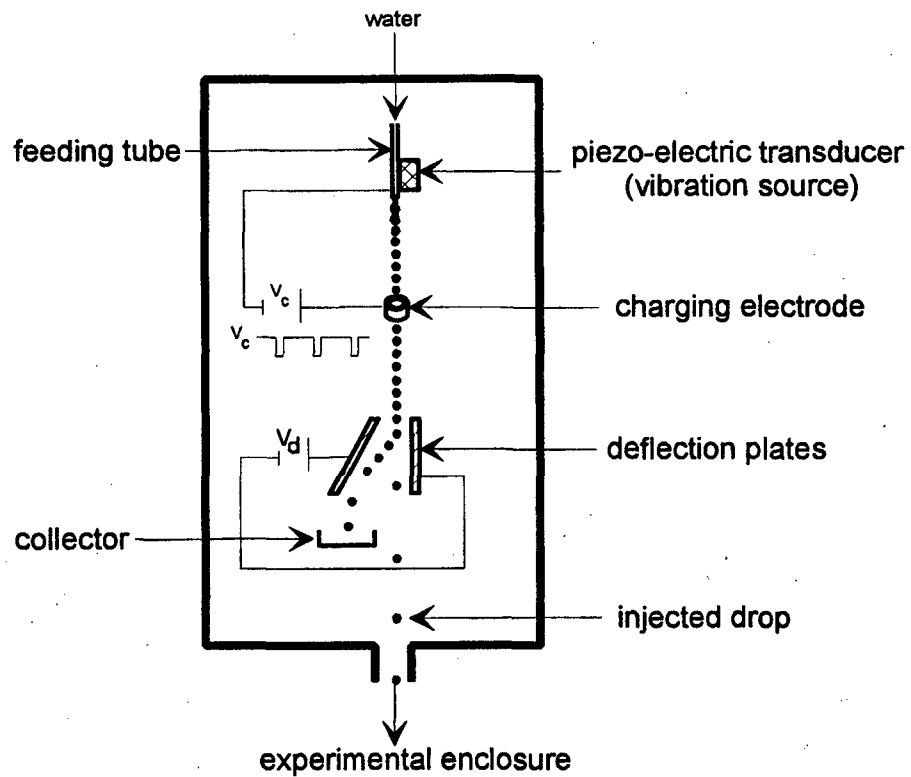 water
feeding tube
piezo-electric transducer
(vibration source)
Vc
charging electrode
Vc
Vd
deflection plates
collector
injected drop
experimental enclosure